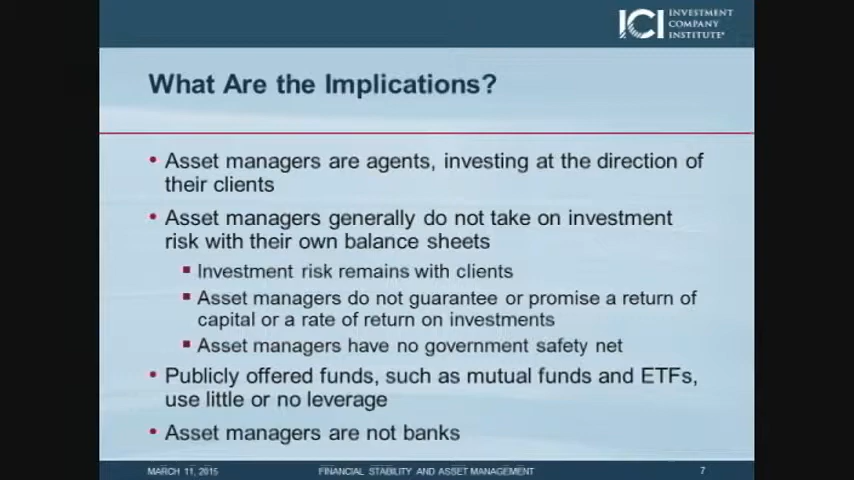 ICI INVESTMENT
COMPANY
INSTITUTE®
What Are the Implications?
• Asset managers are agents, investing at the direction of
their clients
• Asset managers generally do not take on investment
risk with their own balance sheets
▪ Investment risk remains with clients
▪ Asset managers do not guarantee or promise a return of
capital or a rate of return on investments
▪ Asset managers have no government safety net
• Publicly offered funds, such as mutual funds and ETFs,
use little or no leverage
• Asset managers are not banks
MARCH 11, 2015 FINANCIAL STABILITY AND ASSET MANAGEMENT 7